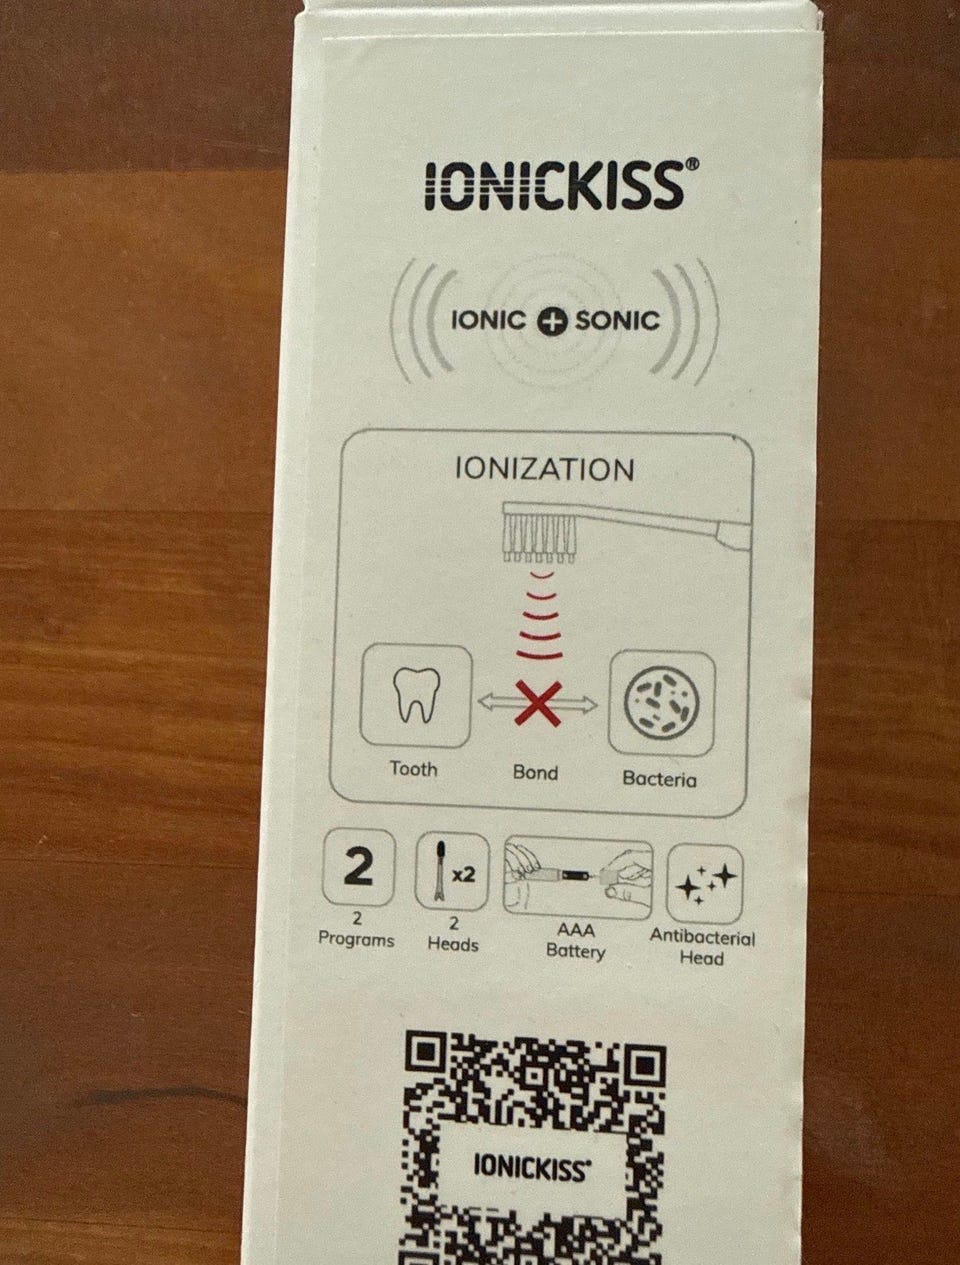 IONICKISS®
IONIC + SONIC
IONIZATION
Tooth Bond Bacteria
2 x2
2 Programs
2 Heads
AAA Battery
Antibacterial Head
IONICKISS®